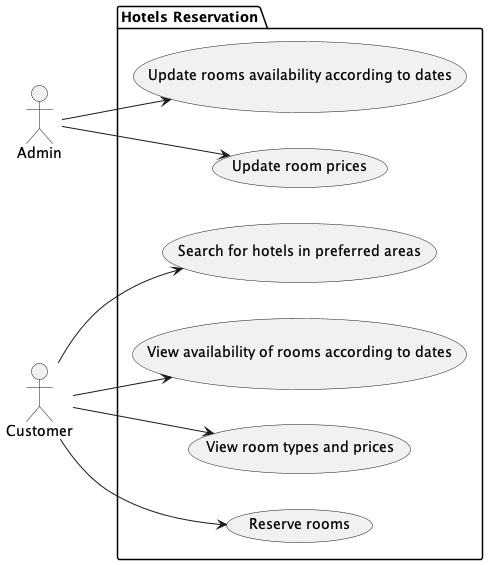 Hotels Reservation
Update rooms availability according to dates
Admin
Update room prices
Search for hotels in preferred areas
View availability of rooms according to dates
Customer
View room types and prices
Reserve rooms